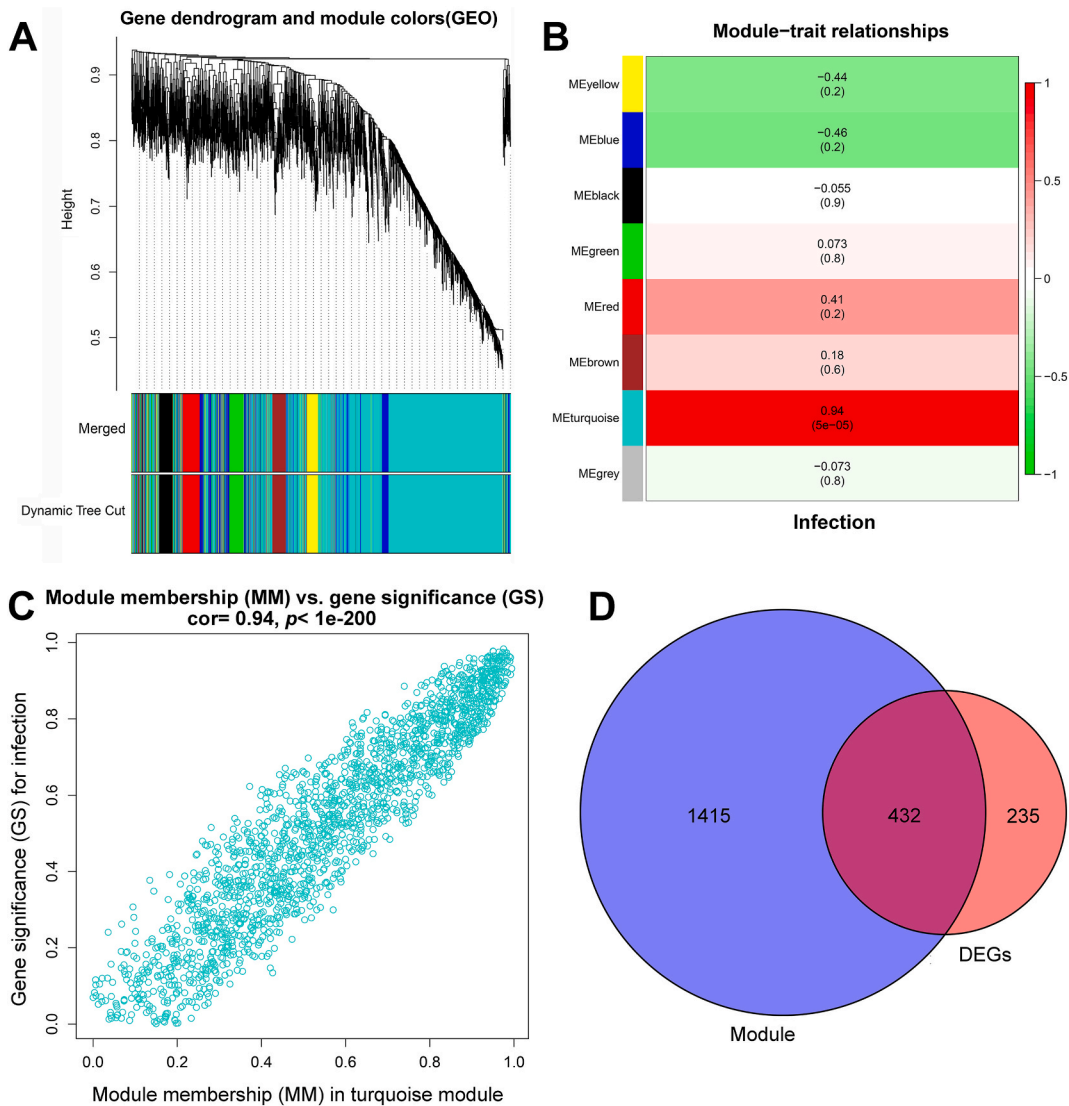 A
Gene dendrogram and module colors(GEO)
Height
0.9
0.8
0.7
0.6
0.5
Merged
Dynamic Tree Cut
B
Module−trait relationships
MEyellow
−0.44
(0.2)
MEblue
−0.46
(0.2)
MEblack
−0.055
(0.9)
MEgreen
0.073
(0.8)
MEred
0.41
(0.2)
MEbrown
0.18
(0.6)
MEturquoise
0.94
(5e−05)
MEgrey
−0.073
(0.8)
1
0.5
0
−0.5
−1
Infection
C
Module membership (MM) vs. gene significance (GS)
cor= 0.94, p< 1e-200
Gene significance (GS) for infection
1.0
0.8
0.6
0.4
0.2
0.0
0.0 0.2 0.4 0.6 0.8 1.0
Module membership (MM) in turquoise module
D
1415 432 235
DEGs
Module